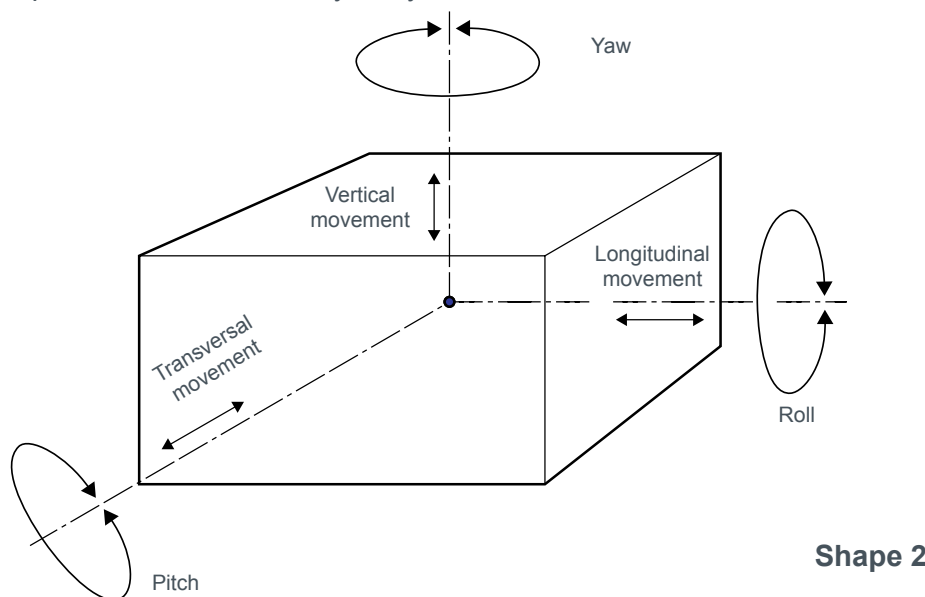 Yaw
Vertical
movement
Longitudinal
movement
Transversal
movement
Roll
Pitch
Shape 2